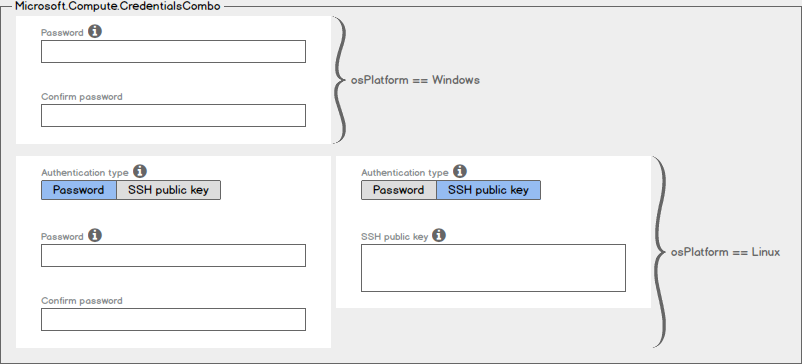 Microsoft.Compute.CredentialsCombo
Password
Confirm password
osPlatform == Windows
Authentication type
Password SSH public key
Password
Confirm password
Authentication type
Password SSH public key
SSH public key
osPlatform == Linux